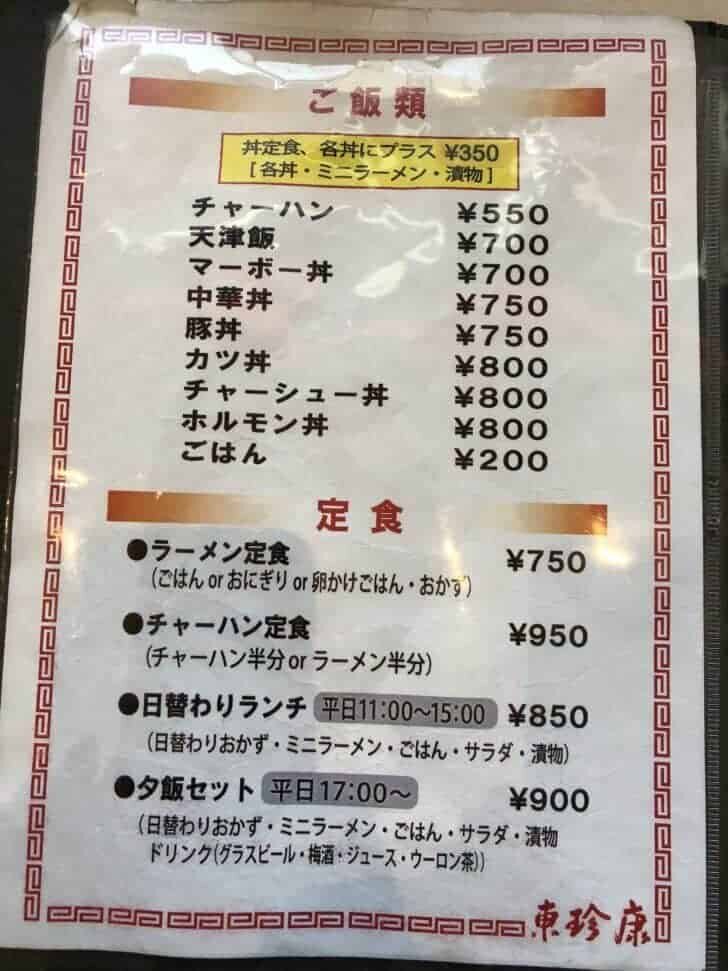 ご飯類
丼定食、各丼にプラス ¥350
[各丼・ミニラーメン・漬物]
チャーハン ¥550
天津飯 ¥700
マーボー丼 ¥700
中華丼 ¥750
豚丼 ¥750
カツ丼 ¥800
チャーシュー丼 ¥800
ホルモン丼 ¥800
ごはん ¥200
定食
●ラーメン定食 ¥750
(ごはん or おにぎり or 卵かけごはん・おかず)
●チャーハン定食 ¥950
(チャーハン半分 or ラーメン半分)
●日替わりランチ 平日11:00〜15:00 ¥850
(日替わりおかず・ミニラーメン・ごはん・サラダ・漬物)
●夕飯セット 平日17:00〜 ¥900
(日替わりおかず・ミニラーメン・ごはん・サラダ・漬物
ドリンク(グラスビール・梅酒・ジュース・ウーロン茶))
東珍康